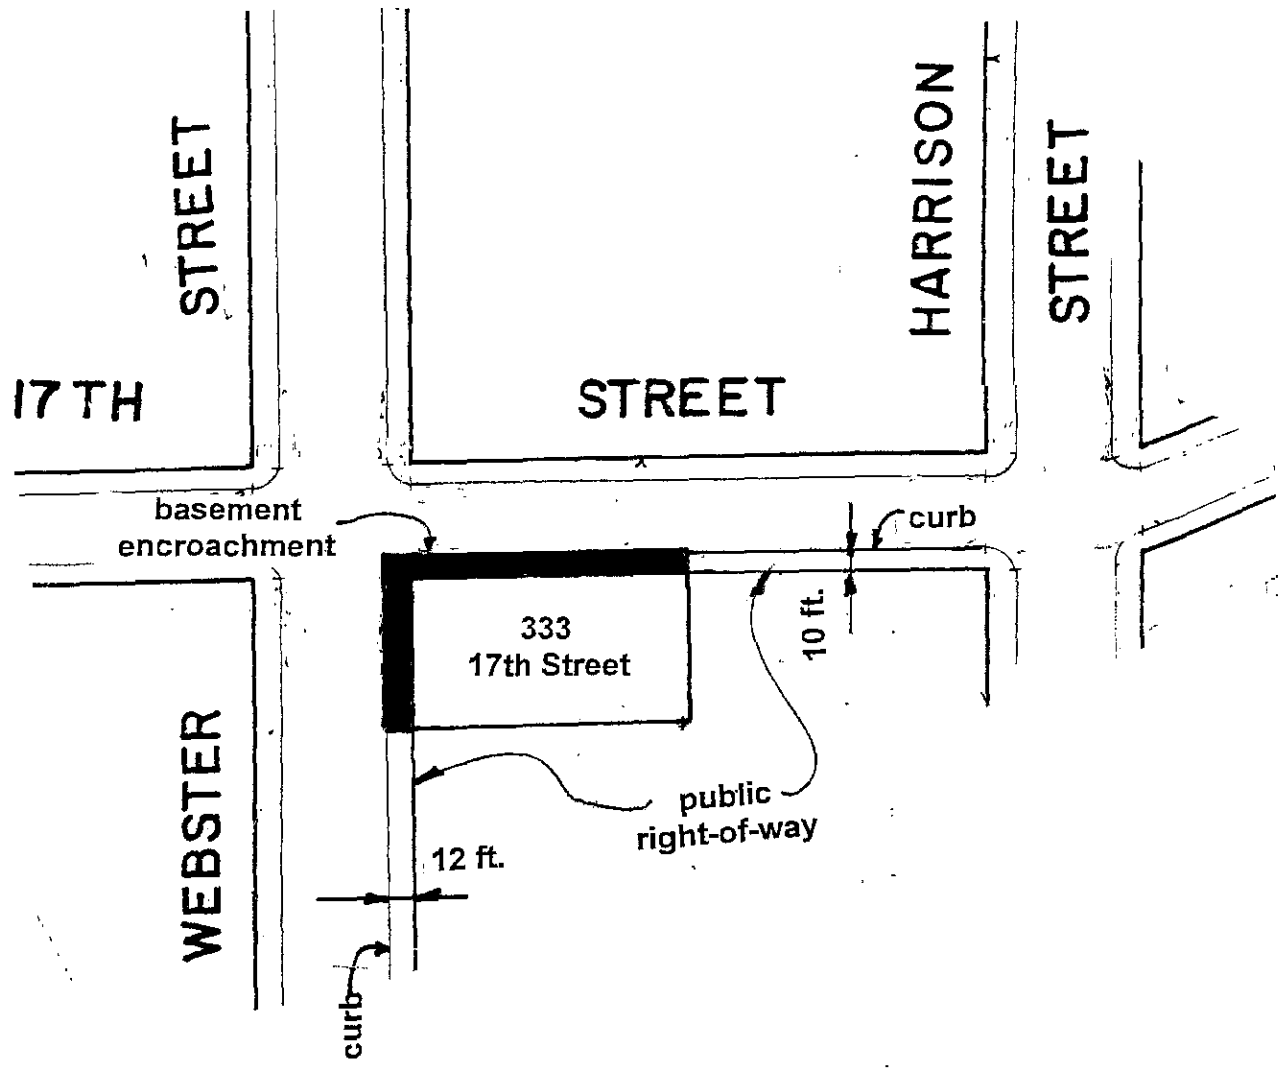 STREET
HARRISON
STREET
17TH
STREET
basement
encroachment
curb
333
17th Street
10 ft.
WEBSTER
public
right-of-way
12 ft.
curb